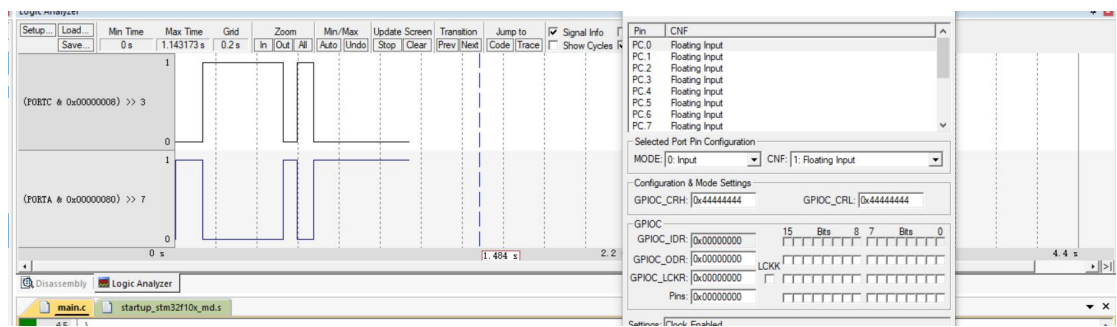 Logic Analyzer
Setup... Load... Min Time Max Time Grid Zoom Min/Max Update Screen Transition Jump to Signal Info
Save... 0 s 1.143173 s 0.2 s In Out All Auto Undo Stop Clear Prev Next Code Trace Show Cycles
1
(PORTC & 0x00000008) >> 3
0
1
(PORTA & 0x00000080) >> 7
0
0 s 1.484 s 2.2 4.4 s
Disassembly Logic Analyzer
main.c startup_stm32f10x_md.s
45 }
Pin CNF
PC.0 Floating Input
PC.1 Floating Input
PC.2 Floating Input
PC.3 Floating Input
PC.4 Floating Input
PC.5 Floating Input
PC.6 Floating Input
PC.7 Floating Input
Selected Port Pin Configuration
MODE: 0: Input CNF: 1: Floating Input
Configuration & Mode Settings
GPIOC_CRH: 0x44444444 GPIOC_CRL: 0x44444444
GPIOC
15 Bits 8 7 Bits 0
GPIOC_IDR: 0x00000000
GPIOC_ODR: 0x00000000
GPIOC_LCKR: 0x00000000 LCKK
Pins: 0x00000000
Settings: Clock Enabled